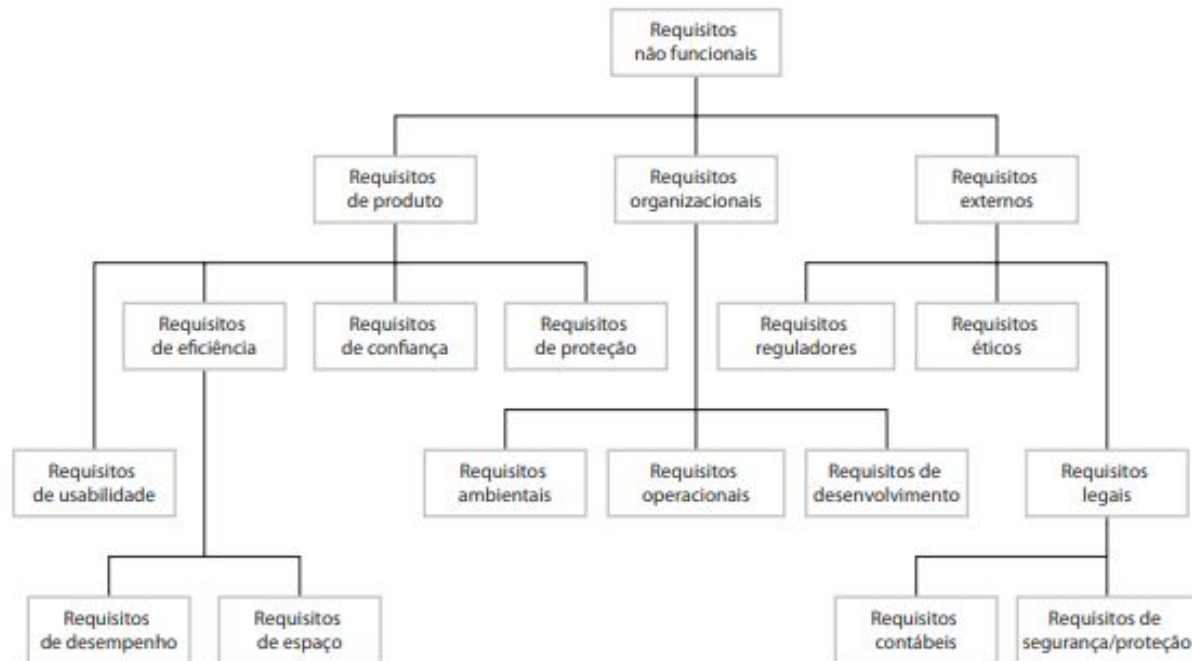 Requisitos
não funcionais
Requisitos
de produto
Requisitos
organizacionais
Requisitos
externos
Requisitos
de eficiência
Requisitos
de confiança
Requisitos
de proteção
Requisitos
reguladores
Requisitos
éticos
Requisitos
de usabilidade
Requisitos
ambientais
Requisitos
operacionais
Requisitos de
desenvolvimento
Requisitos
legais
Requisitos
de desempenho
Requisitos
de espaço
Requisitos
contábeis
Requisitos de
segurança/proteção